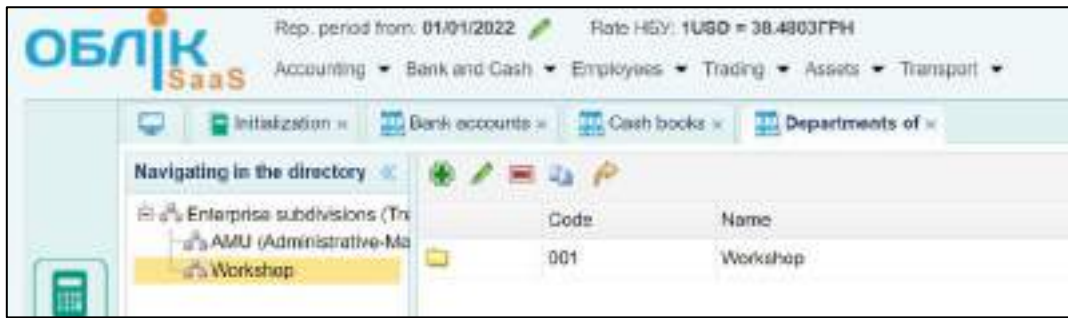 ОБЛІК
SaaS
Rep. period from: 01/01/2022 Rate НБУ: 1USD = 38.4803ГРН
Accounting Bank and Cash Employees Trading Assets Transport
Initialization × Bank accounts × Cash books × Departments of ×
Navigating in the directory «
Enterprise subdivisions (Tre
AMU (Administrative-Ma
Workshop
Code Name
001 Workshop